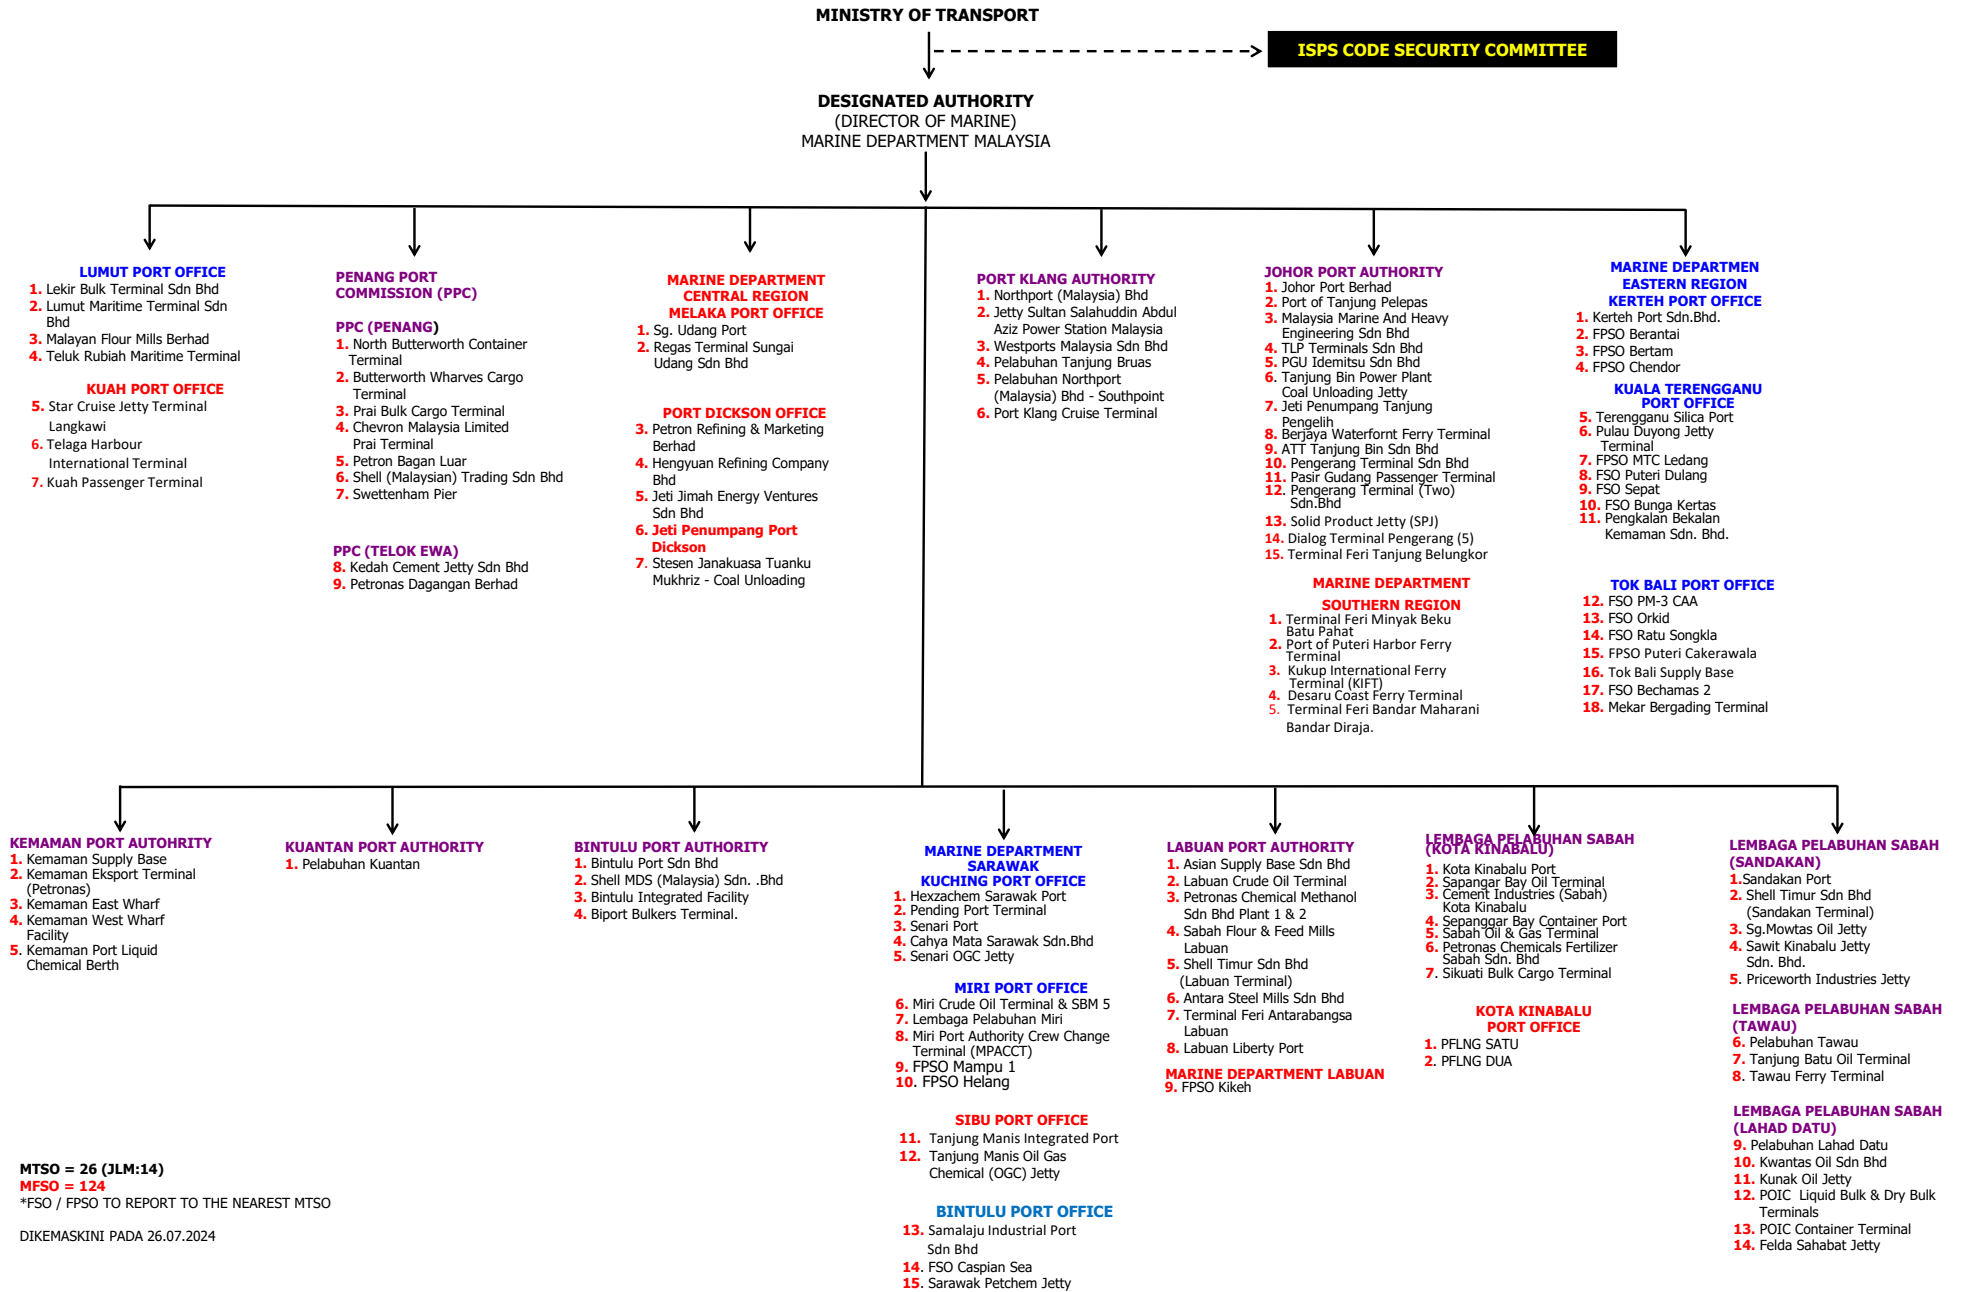 MINISTRY OF TRANSPORT
ISPS CODE SECURTIY COMMITTEE
DESIGNATED AUTHORITY
(DIRECTOR OF MARINE)
MARINE DEPARTMENT MALAYSIA
LUMUT PORT OFFICE
1. Lekir Bulk Terminal Sdn Bhd
2. Lumut Maritime Terminal Sdn
Bhd
3. Malayan Flour Mills Berhad
4. Teluk Rubiah Maritime Terminal
KUAH PORT OFFICE
5. Star Cruise Jetty Terminal
Langkawi
6. Telaga Harbour
International Terminal
7. Kuah Passenger Terminal
PENANG PORT
COMMISSION (PPC)
PPC (PENANG)
1. North Butterworth Container
Terminal
2. Butterworth Wharves Cargo
Terminal
3. Prai Bulk Cargo Terminal
4. Chevron Malaysia Limited
Prai Terminal
5. Petron Bagan Luar
6. Shell (Malaysian) Trading Sdn Bhd
7. Swettenham Pier
PPC (TELOK EWA)
8. Kedah Cement Jetty Sdn Bhd
9. Petronas Dagangan Berhad
MARINE DEPARTMENT
CENTRAL REGION
MELAKA PORT OFFICE
1. Sg. Udang Port
2. Regas Terminal Sungai
Udang Sdn Bhd
PORT DICKSON OFFICE
3. Petron Refining & Marketing
Berhad
4. Hengyuan Refining Company
Bhd
5. Jeti Jimah Energy Ventures
Sdn Bhd
6. Jeti Penumpang Port
Dickson
7. Stesen Janakuasa Tuanku
Mukhriz - Coal Unloading
PORT KLANG AUTHORITY
1. Northport (Malaysia) Bhd
2. Jetty Sultan Salahuddin Abdul
Aziz Power Station Malaysia
3. Westports Malaysia Sdn Bhd
4. Pelabuhan Tanjung Bruas
5. Pelabuhan Northport
(Malaysia) Bhd - Southpoint
6. Port Klang Cruise Terminal
JOHOR PORT AUTHORITY
1. Johor Port Berhad
2. Port of Tanjung Pelepas
3. Malaysia Marine And Heavy
Engineering Sdn Bhd
4. TLP Terminals Sdn Bhd
5. PGU Idemitsu Sdn Bhd
6. Tanjung Bin Power Plant
Coal Unloading Jetty
7. Jeti Penumpang Tanjung
Pengelih
8. Berjaya Waterfornt Ferry Terminal
9. ATT Tanjung Bin Sdn Bhd
10. Pengerang Terminal Sdn Bhd
11. Pasir Gudang Passenger Terminal
12. Pengerang Terminal (Two)
Sdn.Bhd
13. Solid Product Jetty (SPJ)
14. Dialog Terminal Pengerang (5)
15. Terminal Feri Tanjung Belungkor
MARINE DEPARTMENT
SOUTHERN REGION
1. Terminal Feri Minyak Beku
Batu Pahat
2. Port of Puteri Harbor Ferry
Terminal
3. Kukup International Ferry
Terminal (KIFT)
4. Desaru Coast Ferry Terminal
5. Terminal Feri Bandar Maharani
Bandar Diraja.
MARINE DEPARTMEN
EASTERN REGION
KERTEH PORT OFFICE
1. Kerteh Port Sdn.Bhd.
2. FPSO Berantai
3. FPSO Bertam
4. FPSO Chendor
KUALA TERENGGANU
PORT OFFICE
5. Terengganu Silica Port
6. Pulau Duyong Jetty
Terminal
7. FPSO MTC Ledang
8. FSO Puteri Dulang
9. FSO Sepat
10. FSO Bunga Kertas
11. Pengkalan Bekalan
Kemaman Sdn. Bhd.
TOK BALI PORT OFFICE
12. FSO PM-3 CAA
13. FSO Orkid
14. FSO Ratu Songkla
15. FPSO Puteri Cakerawala
16. Tok Bali Supply Base
17. FSO Bechamas 2
18. Mekar Bergading Terminal
KEMAMAN PORT AUTOHRITY
1. Kemaman Supply Base
2. Kemaman Eksport Terminal
(Petronas)
3. Kemaman East Wharf
4. Kemaman West Wharf
Facility
5. Kemaman Port Liquid
Chemical Berth
KUANTAN PORT AUTHORITY
1. Pelabuhan Kuantan
BINTULU PORT AUTHORITY
1. Bintulu Port Sdn Bhd
2. Shell MDS (Malaysia) Sdn. .Bhd
3. Bintulu Integrated Facility
4. Biport Bulkers Terminal.
MARINE DEPARTMENT
SARAWAK
KUCHING PORT OFFICE
1. Hexzachem Sarawak Port
2. Pending Port Terminal
3. Senari Port
4. Cahya Mata Sarawak Sdn.Bhd
5. Senari OGC Jetty
MIRI PORT OFFICE
6. Miri Crude Oil Terminal & SBM 5
7. Lembaga Pelabuhan Miri
8. Miri Port Authority Crew Change
Terminal (MPACCT)
9. FPSO Mampu 1
10. FPSO Helang
SIBU PORT OFFICE
11. Tanjung Manis Integrated Port
12. Tanjung Manis Oil Gas
Chemical (OGC) Jetty
BINTULU PORT OFFICE
13. Samalaju Industrial Port
Sdn Bhd
14. FSO Caspian Sea
15. Sarawak Petchem Jetty
LABUAN PORT AUTHORITY
1. Asian Supply Base Sdn Bhd
2. Labuan Crude Oil Terminal
3. Petronas Chemical Methanol
Sdn Bhd Plant 1 & 2
4. Sabah Flour & Feed Mills
Labuan
5. Shell Timur Sdn Bhd
(Labuan Terminal)
6. Antara Steel Mills Sdn Bhd
7. Terminal Feri Antarabangsa
Labuan
8. Labuan Liberty Port
MARINE DEPARTMENT LABUAN
9. FPSO Kikeh
LEMBAGA PELABUHAN SABAH
(KOTA KINABALU)
1. Kota Kinabalu Port
2. Sapangar Bay Oil Terminal
3. Cement Industries (Sabah)
Kota Kinabalu
4. Sepanggar Bay Container Port
5. Sabah Oil & Gas Terminal
6. Petronas Chemicals Fertilizer
Sabah Sdn. Bhd
7. Sikuati Bulk Cargo Terminal
KOTA KINABALU
PORT OFFICE
1. PFLNG SATU
2. PFLNG DUA
LEMBAGA PELABUHAN SABAH
(SANDAKAN)
1.Sandakan Port
2. Shell Timur Sdn Bhd
(Sandakan Terminal)
3. Sg.Mowtas Oil Jetty
4. Sawit Kinabalu Jetty
Sdn. Bhd.
5. Priceworth Industries Jetty
LEMBAGA PELABUHAN SABAH
(TAWAU)
6. Pelabuhan Tawau
7. Tanjung Batu Oil Terminal
8. Tawau Ferry Terminal
LEMBAGA PELABUHAN SABAH
(LAHAD DATU)
9. Pelabuhan Lahad Datu
10. Kwantas Oil Sdn Bhd
11. Kunak Oil Jetty
12. POIC Liquid Bulk & Dry Bulk
Terminals
13. POIC Container Terminal
14. Felda Sahabat Jetty
MTSO = 26 (JLM:14)
MFSO = 124
*FSO / FPSO TO REPORT TO THE NEAREST MTSO
DIKEMASKINI PADA 26.07.2024